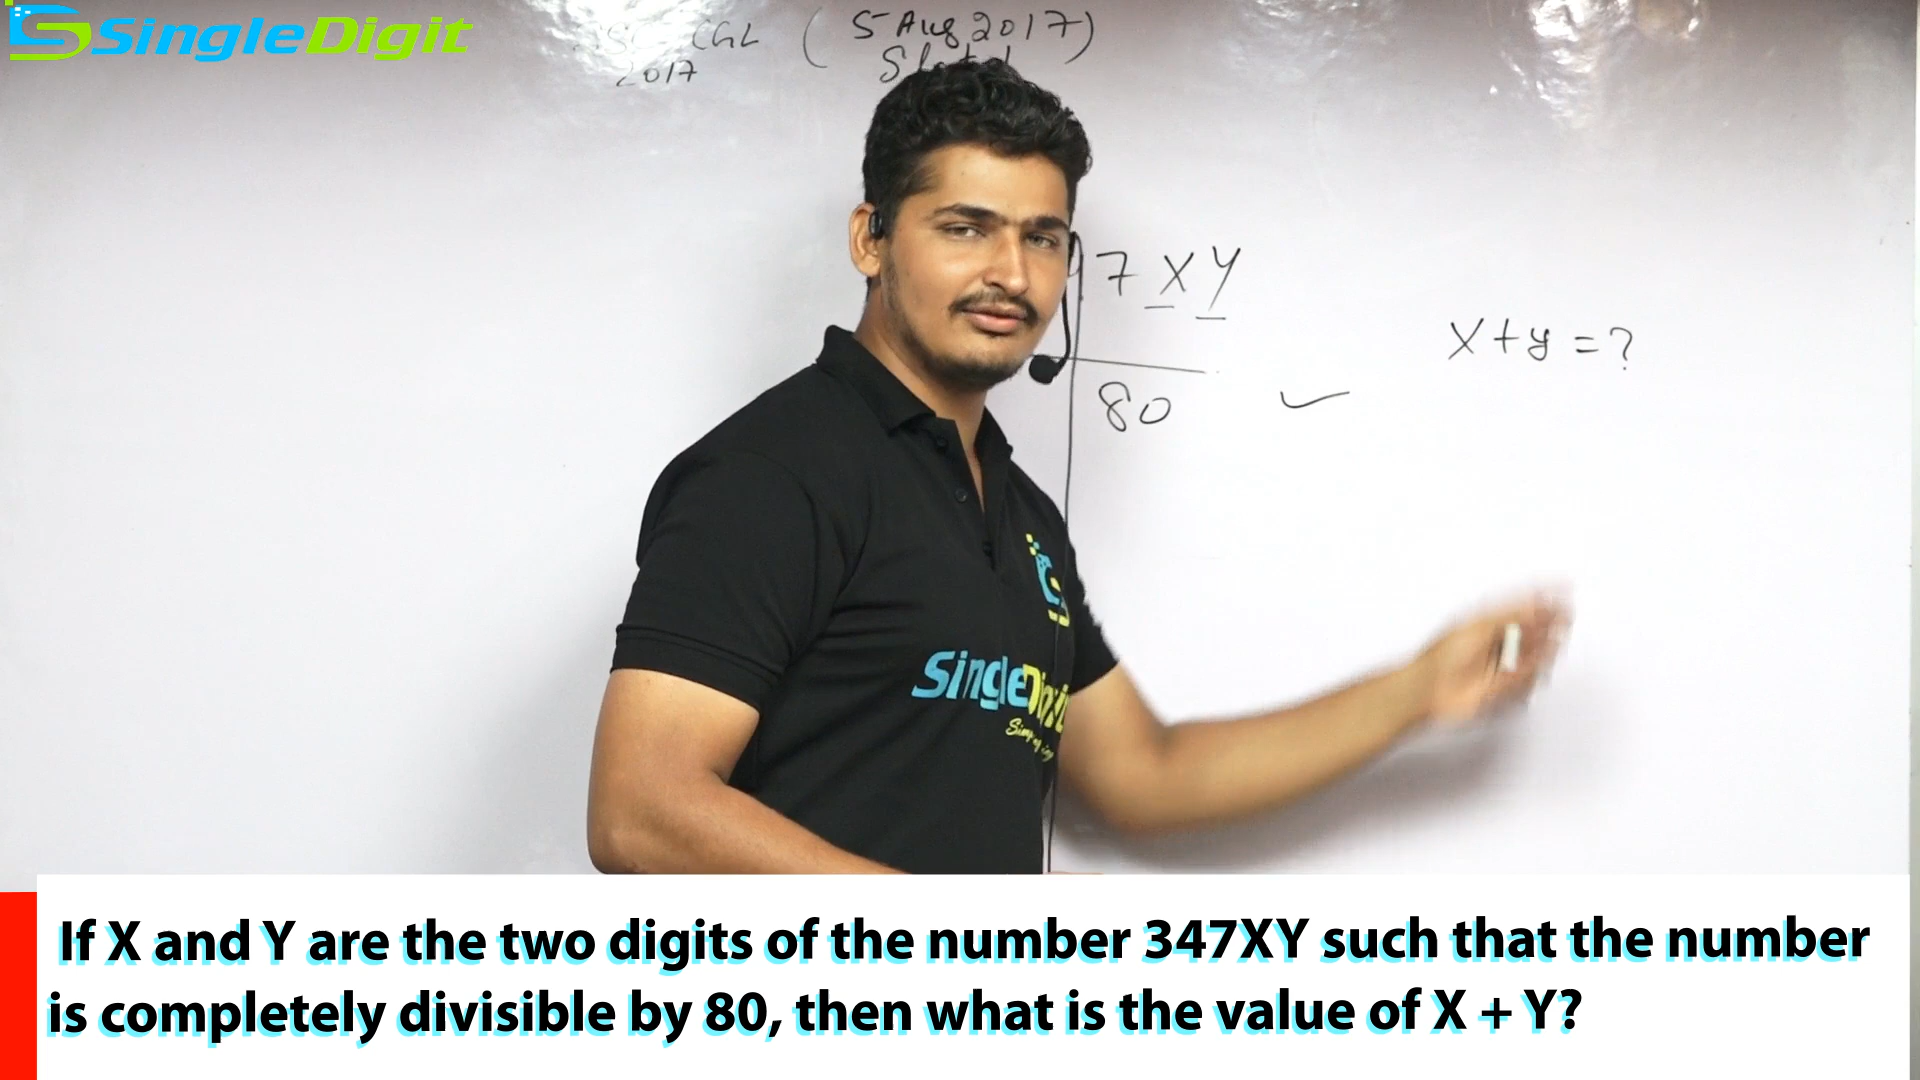 SingleDigit
CGL (5 Aug 2017)
2017
7XY
X+y=?
80
SingleDigit
If X and Y are the two digits of the number 347XY such that the number
is completely divisible by 80, then what is the value of X + Y?